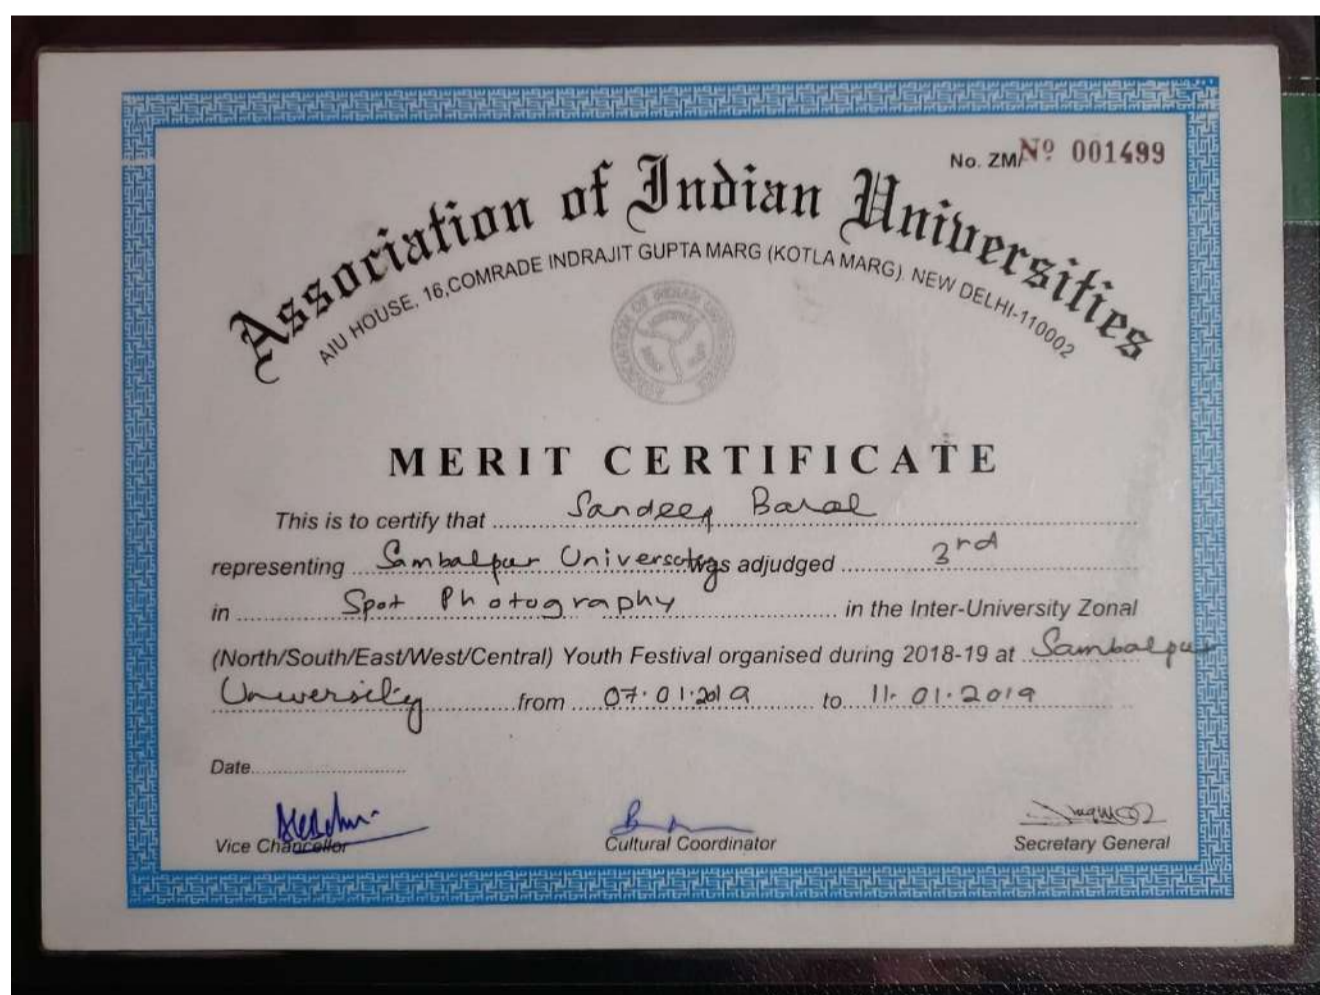 No. ZM/ Nº 001499
Association of Indian Universities
AIU HOUSE, 16,COMRADE INDRAJIT GUPTA MARG (KOTLA MARG). NEW DELHI-110002
MERIT CERTIFICATE
This is to certify that Sandeep Baral
representing Sambalpur University was adjudged 3rd
in Spot Photography in the Inter-University Zonal
(North/South/East/West/Central) Youth Festival organised during 2018-19 at Sambalpur
University from 07.01.2019 to 11.01.2019
Date
Vice Chancellor Cultural Coordinator Secretary General